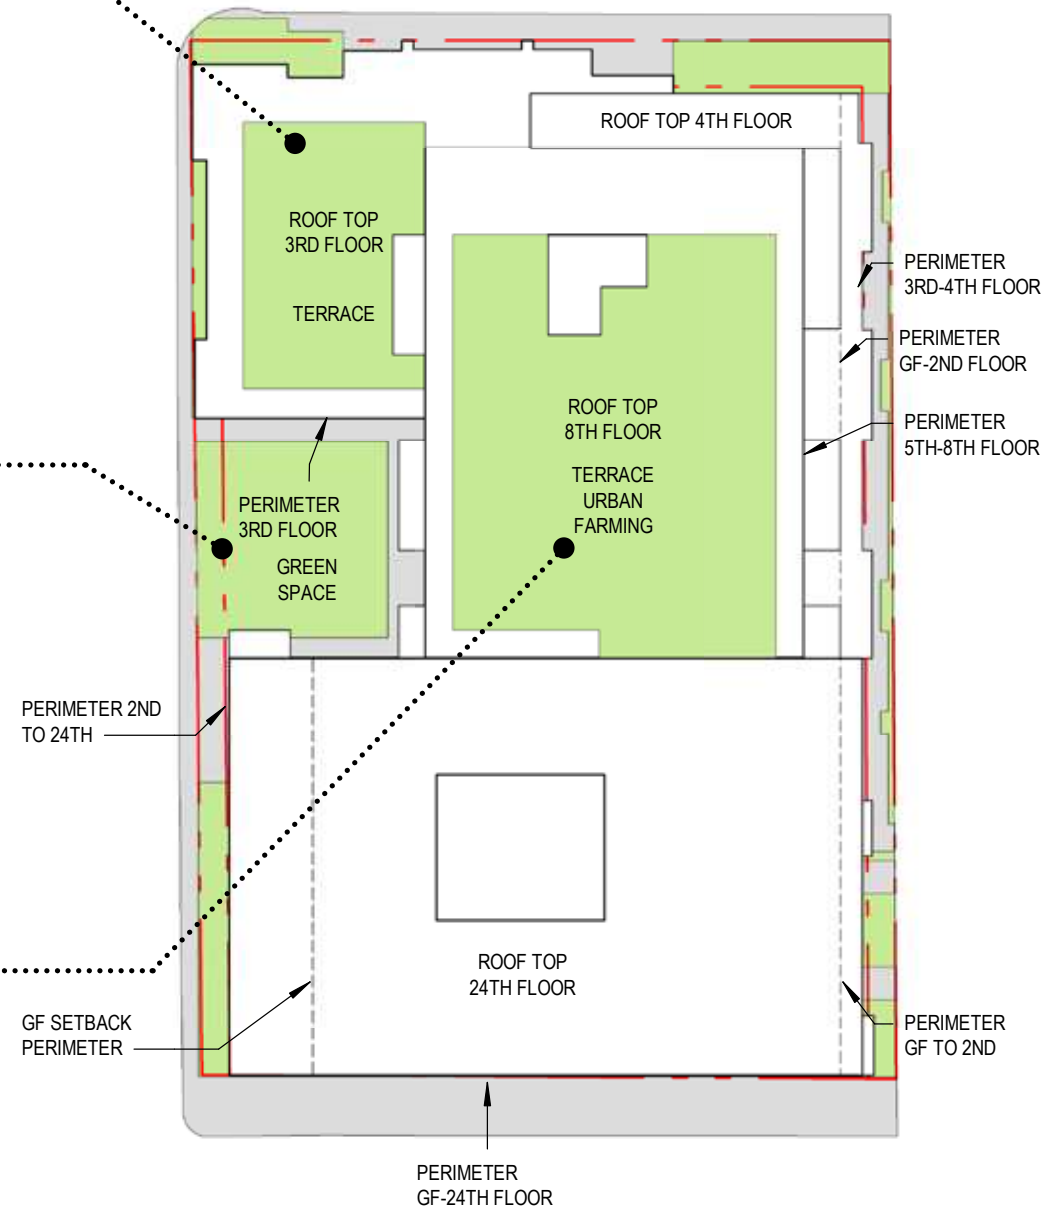 ROOF TOP 4TH FLOOR
ROOF TOP
3RD FLOOR
TERRACE
PERIMETER
3RD-4TH FLOOR
PERIMETER
GF-2ND FLOOR
ROOF TOP
8TH FLOOR
PERIMETER
5TH-8TH FLOOR
TERRACE
URBAN
FARMING
PERIMETER
3RD FLOOR
GREEN
SPACE
PERIMETER 2ND
TO 24TH
ROOF TOP
24TH FLOOR
GF SETBACK
PERIMETER
PERIMETER
GF TO 2ND
PERIMETER
GF-24TH FLOOR